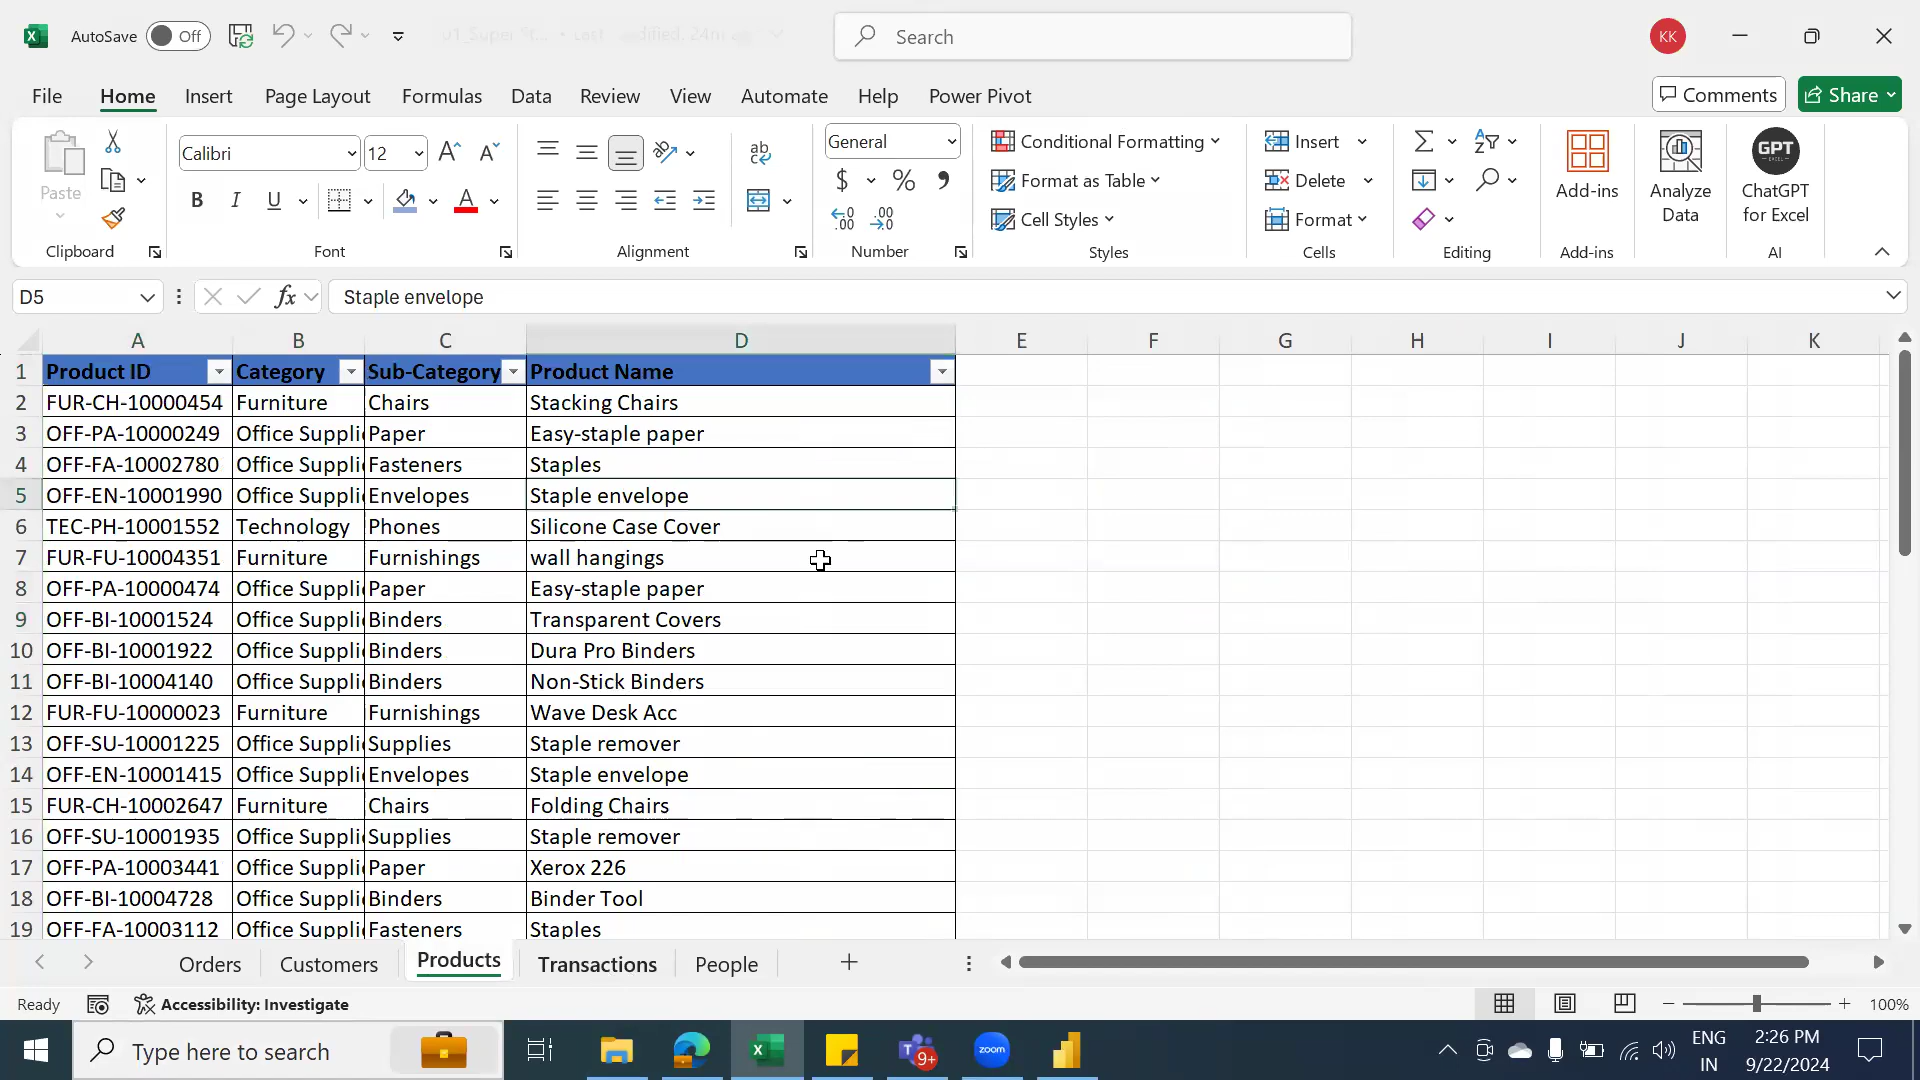 AutoSave Off Search KK
File Home Insert Page Layout Formulas Data Review View Automate Help Power Pivot Comments Share
Paste Calibri 12 General Conditional Formatting Insert
Format as Table Delete Add-ins Analyze Data ChatGPT for Excel GPT EXCEL
B I U A $ % Cell Styles Format
Clipboard Font Alignment Number Styles Cells Editing Add-ins AI
D5 fx Staple envelope
A B C D E F G H I J K
1 Product ID Category Sub-Category Product Name
2 FUR-CH-10000454 Furniture Chairs Stacking Chairs
3 OFF-PA-10000249 Office Suppli Paper Easy-staple paper
4 OFF-FA-10002780 Office Suppli Fasteners Staples
5 OFF-EN-10001990 Office Suppli Envelopes Staple envelope
6 TEC-PH-10001552 Technology Phones Silicone Case Cover
7 FUR-FU-10004351 Furniture Furnishings wall hangings
8 OFF-PA-10000474 Office Suppli Paper Easy-staple paper
9 OFF-BI-10001524 Office Suppli Binders Transparent Covers
10 OFF-BI-10001922 Office Suppli Binders Dura Pro Binders
11 OFF-BI-10004140 Office Suppli Binders Non-Stick Binders
12 FUR-FU-10000023 Furniture Furnishings Wave Desk Acc
13 OFF-SU-10001225 Office Suppli Supplies Staple remover
14 OFF-EN-10001415 Office Suppli Envelopes Staple envelope
15 FUR-CH-10002647 Furniture Chairs Folding Chairs
16 OFF-SU-10001935 Office Suppli Supplies Staple remover
17 OFF-PA-10003441 Office Suppli Paper Xerox 226
18 OFF-BI-10004728 Office Suppli Binders Binder Tool
19 OFF-FA-10003112 Office Suppli Fasteners Staples
Orders Customers Products Transactions People
Ready Accessibility: Investigate 100%
Type here to search 9+ zoom ENG IN 2:26 PM 9/22/2024